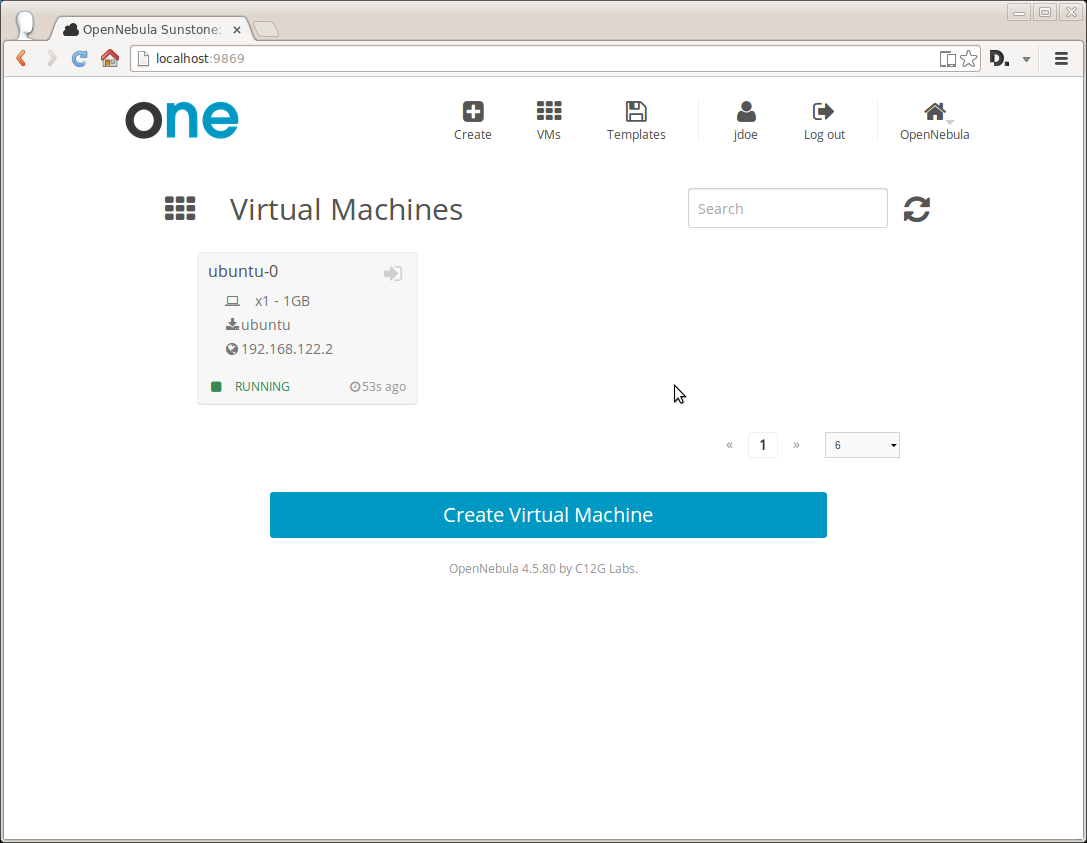 OpenNebula Sunstone:
localhost:9869
D.
one
Create
VMs
Templates
jdoe
Log out
OpenNebula
Virtual Machines
Search
ubuntu-0
x1 - 1GB
ubuntu
192.168.122.2
RUNNING
53s ago
« 1 » 6
Create Virtual Machine
OpenNebula 4.5.80 by C12G Labs.